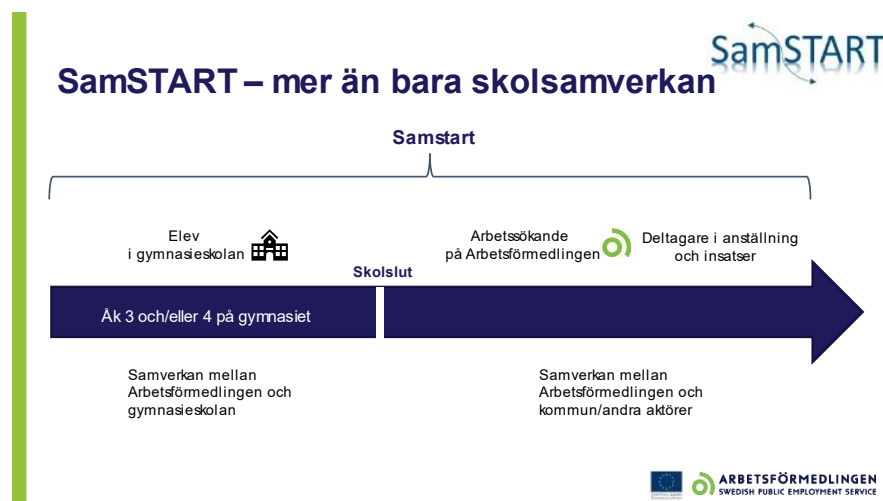 SamSTART
SamSTART – mer än bara skolsamverkan
Samstart
Elev
i gymnasieskolan
Arbetssökande
på Arbetsförmedlingen
Deltagare i anställning
och insatser
Skolslut
Åk 3 och/eller 4 på gymnasiet
Samverkan mellan
Arbetsförmedlingen och
gymnasieskolan
Samverkan mellan
Arbetsförmedlingen och
kommun/andra aktörer
ARBETSFÖRMEDLINGEN
SWEDISH PUBLIC EMPLOYMENT SERVICE